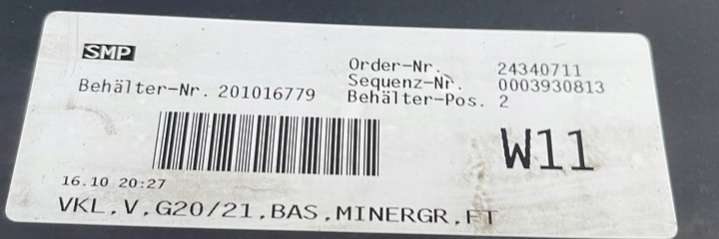 SMP
Order-Nr. 24340711
Sequenz-Nr. 0003930813
Behälter-Nr. 201016779
Behälter-Pos. 2
W11
16.10 20:27
VKL,V,G20/21,BAS,MINERGR,FT